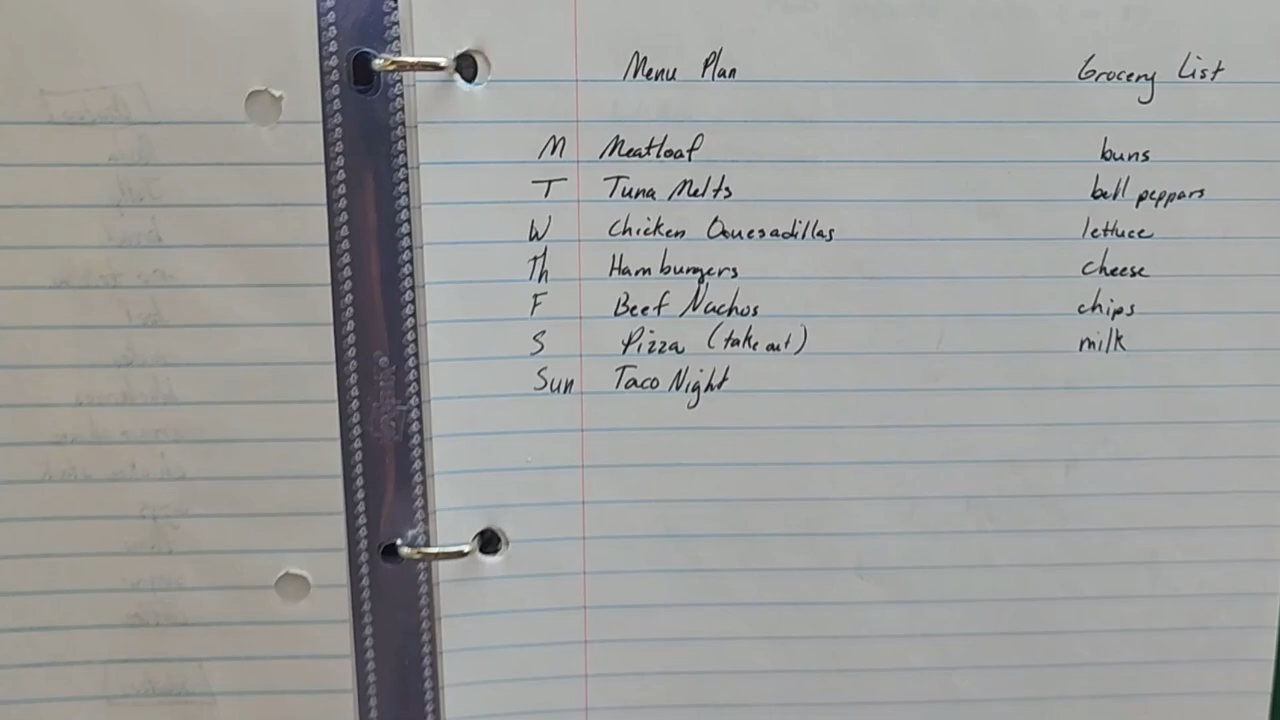 Menu Plan Grocery List
M Meatloaf buns
T Tuna Melts bell peppars
W Chicken Quesadillas lettuce
Th Hamburgers cheese
F Beef Nachos chips
S Pizza (take out) milk
Sun Taco Night